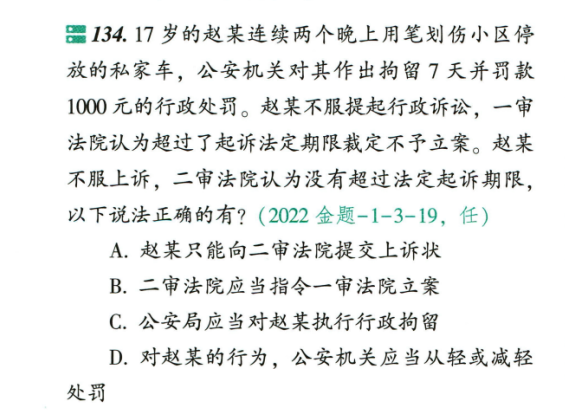 134. 17 岁的赵某连续两个晚上用笔划伤小区停
放的私家车，公安机关对其作出拘留 7 天并罚款
1000 元的行政处罚。赵某不服提起行政诉讼，一审
法院认为超过了起诉法定期限裁定不予立案。赵某
不服上诉，二审法院认为没有超过法定起诉期限，
以下说法正确的有？（2022 金题-1-3-19，任）
A. 赵某只能向二审法院提交上诉状
B. 二审法院应当指令一审法院立案
C. 公安局应当对赵某执行行政拘留
D. 对赵某的行为，公安机关应当从轻或减轻
处罚